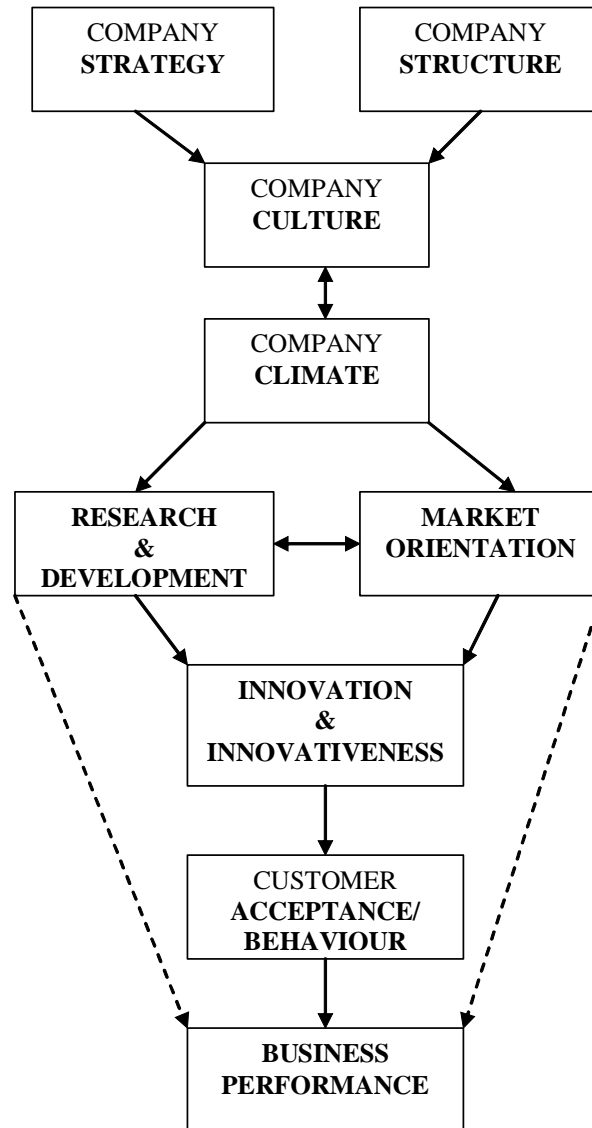 COMPANY
STRATEGY
COMPANY
STRUCTURE
COMPANY
CULTURE
COMPANY
CLIMATE
RESEARCH
&
DEVELOPMENT
MARKET
ORIENTATION
INNOVATION
&
INNOVATIVENESS
CUSTOMER
ACCEPTANCE/
BEHAVIOUR
BUSINESS
PERFORMANCE